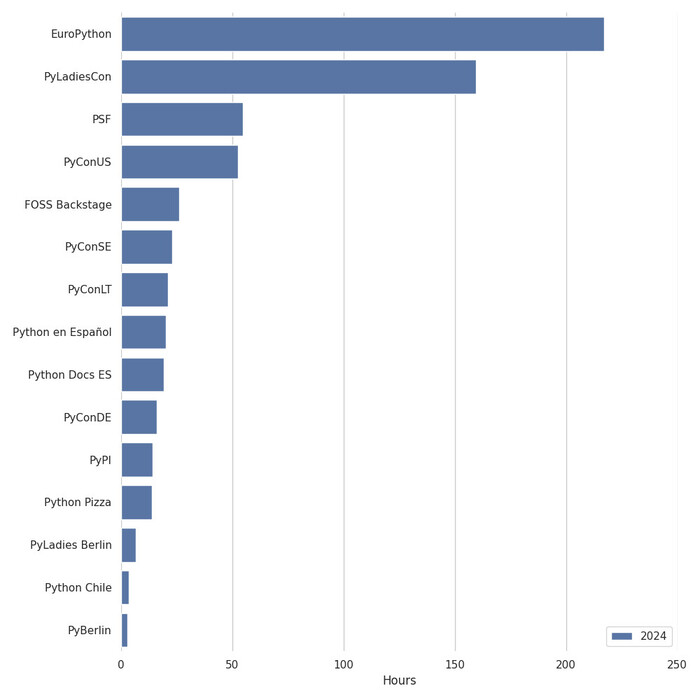 EuroPython
PyLadiesCon
PSF
PyConUS
FOSS Backstage
PyConSE
PyConLT
Python en Español
Python Docs ES
PyConDE
PyPI
Python Pizza
PyLadies Berlin
Python Chile
PyBerlin
2024
0 50 100 150 200 250
Hours